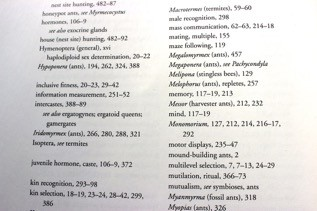 nest site hunting, 482–87
honeypot ants, see Myrmecocystus
hormones, 106–9
see also exocrine glands
house (nest site) hunting, 482–92
Hymenoptera (general), xvi
haplodiploid sex determination, 20–22
Hypoponera (ants), 194, 262, 324, 388
inclusive fitness, 20–23, 29–42
information measurement, 251–52
intercastes, 388–89
see also ergatogynes; ergatoid queens;
gamergates
Iridomyrmex (ants), 266, 280, 288, 321
Isoptera, see termites
juvenile hormone, caste, 106–9, 372
kin recognition, 293–98
kin selection, 18–19, 23–24, 28–42, 299,
386
Macrotermes (termites), 59–60
male recognition, 298
mass communication, 62–63, 214–18
mating, multiple, 155
maze following, 119
Megalomyrmex (ants), 457
Megaponera (ants), see Pachycondyla
Melipona (stingless bees), 129
Melophorus (ants), repletes, 257
memory, 117–19, 213
Messor (harvester ants), 212, 232
mind, 117–19
Monomorium, 127, 212, 214, 216–17,
292
motor displays, 235–47
mound-building ants, 2
multilevel selection, 7, 7–13, 24–29
mutilation, ritual, 366–73
mutualism, see symbioses, ants
Myanmyrma (fossil ants), 318
Myopias (ants), 326